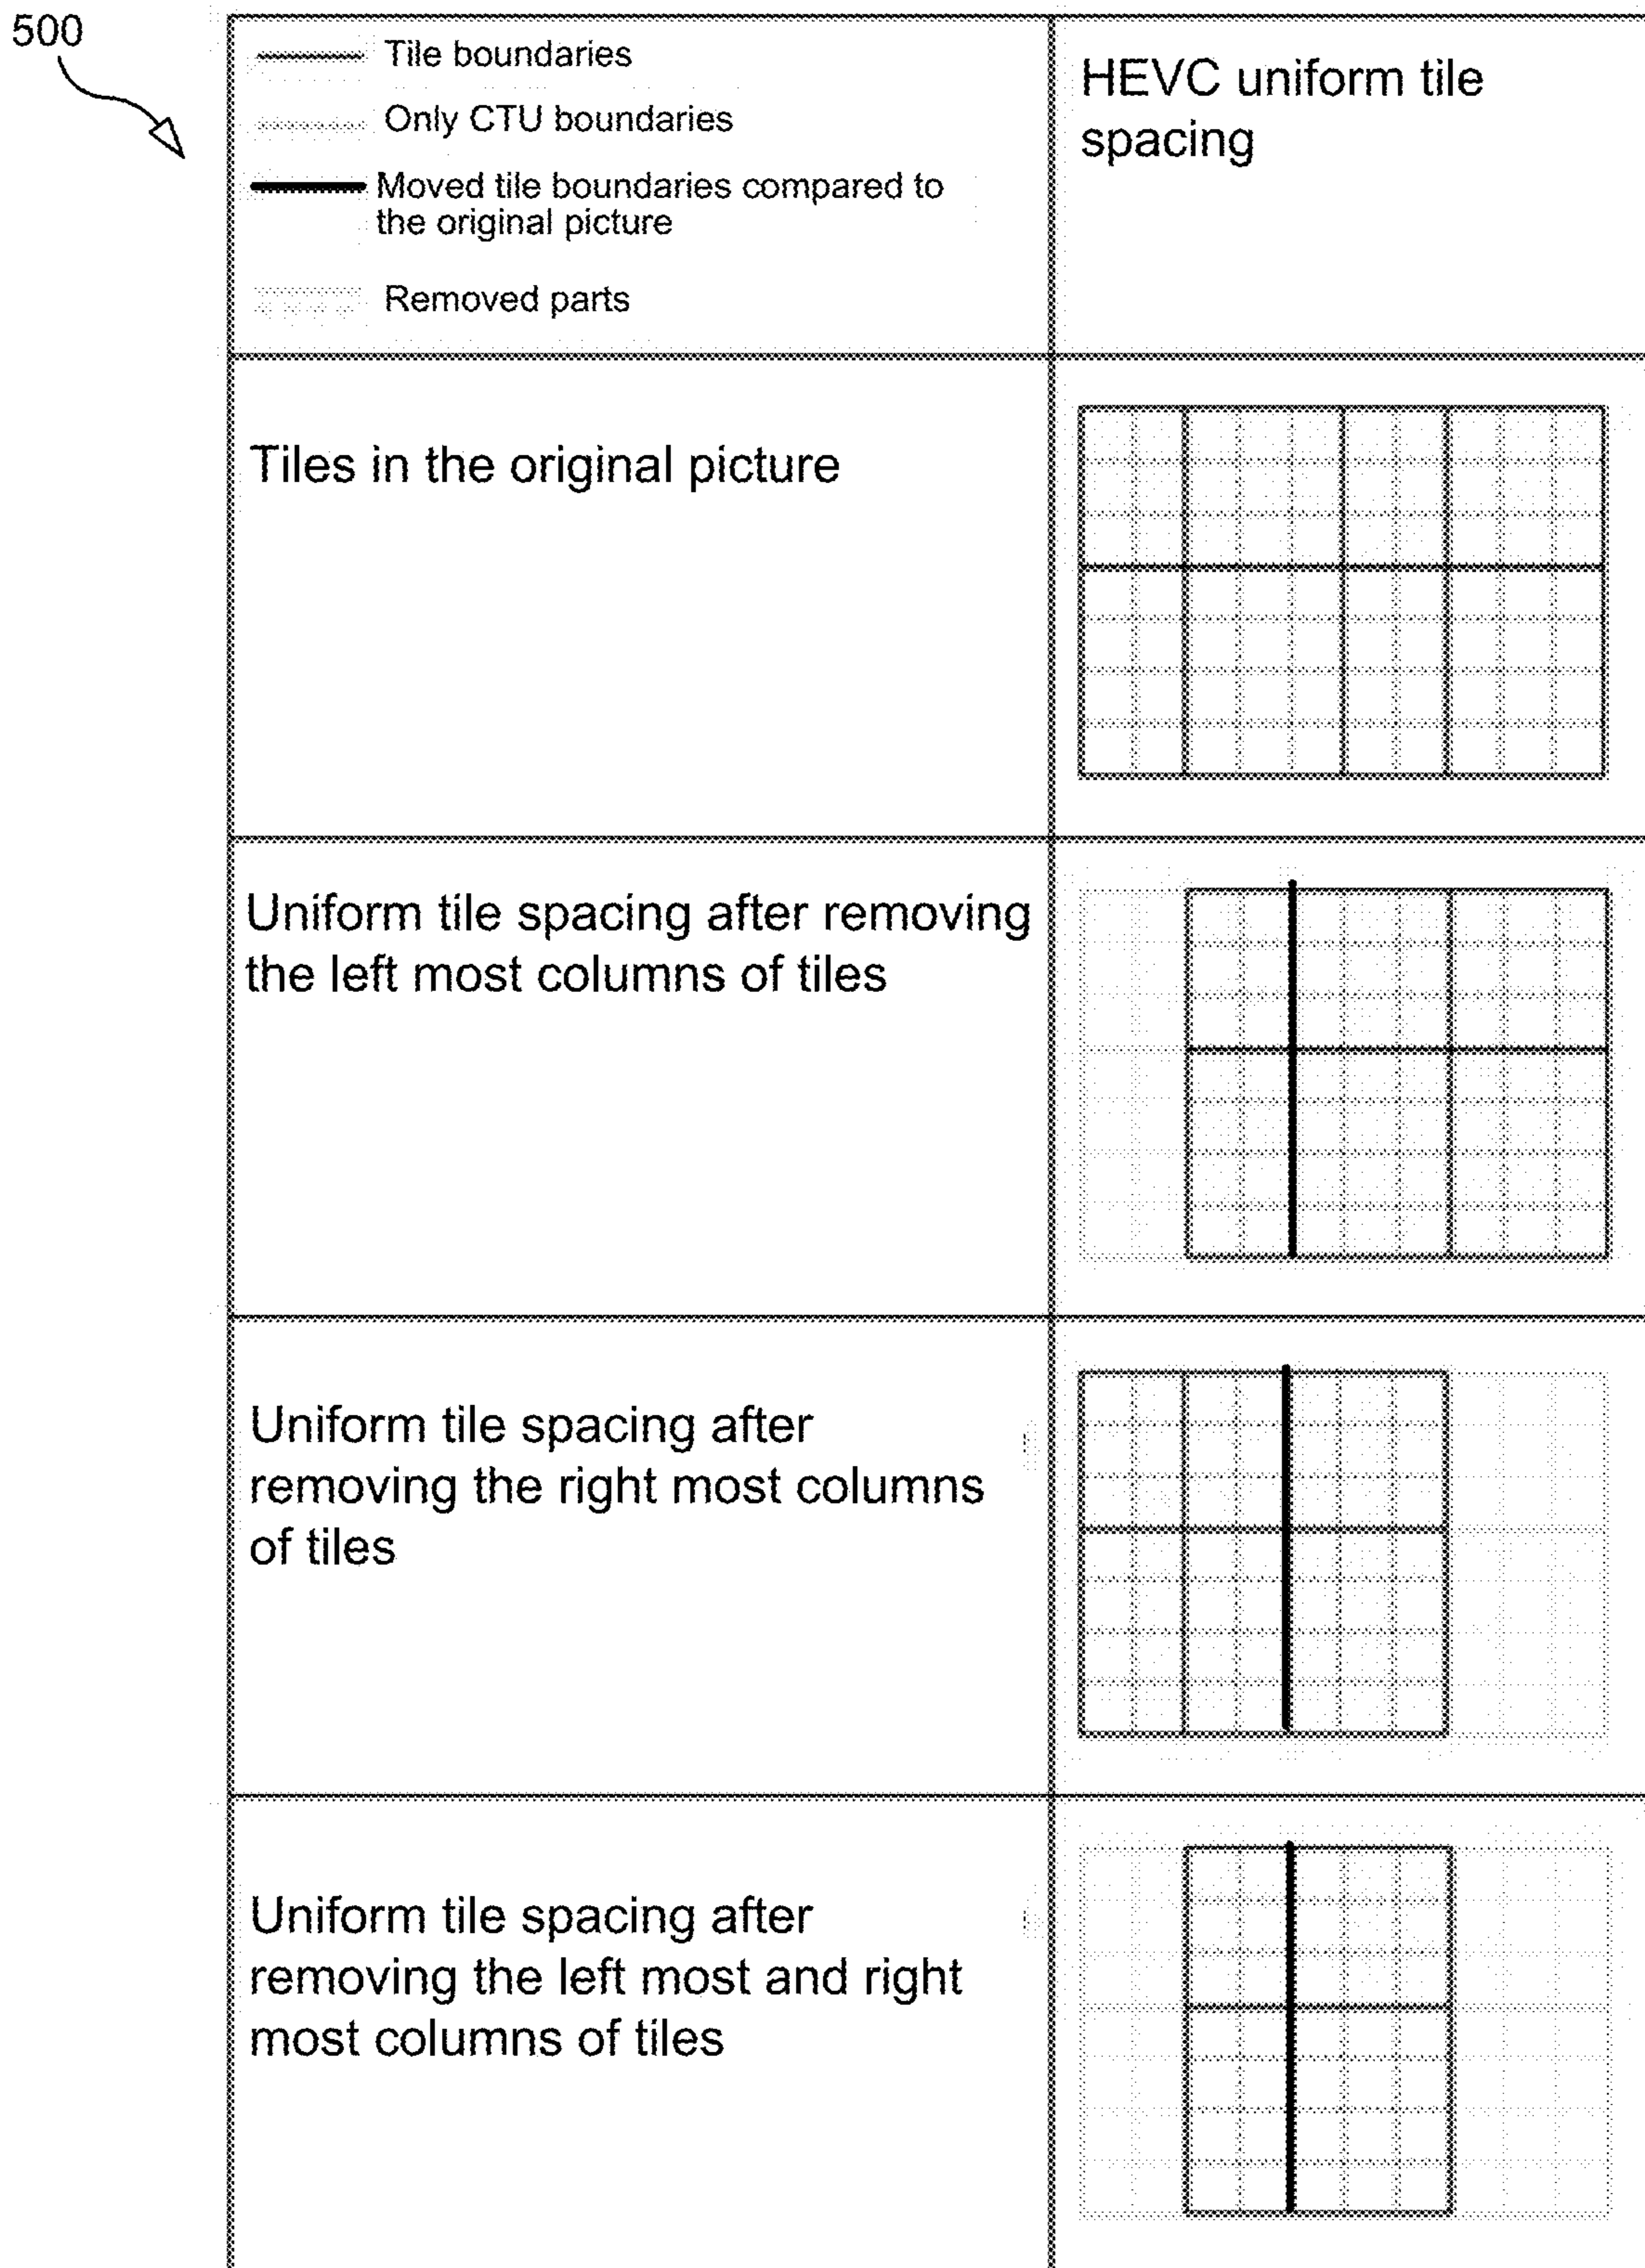 500
Tile boundaries
Only CTU boundaries
Moved tile boundaries compared to
the original picture
Removed parts
HEVC uniform tile
spacing
Tiles in the original picture
Uniform tile spacing after removing
the left most columns of tiles
Uniform tile spacing after
removing the right most columns
of tiles
Uniform tile spacing after
removing the left most and right
most columns of tiles